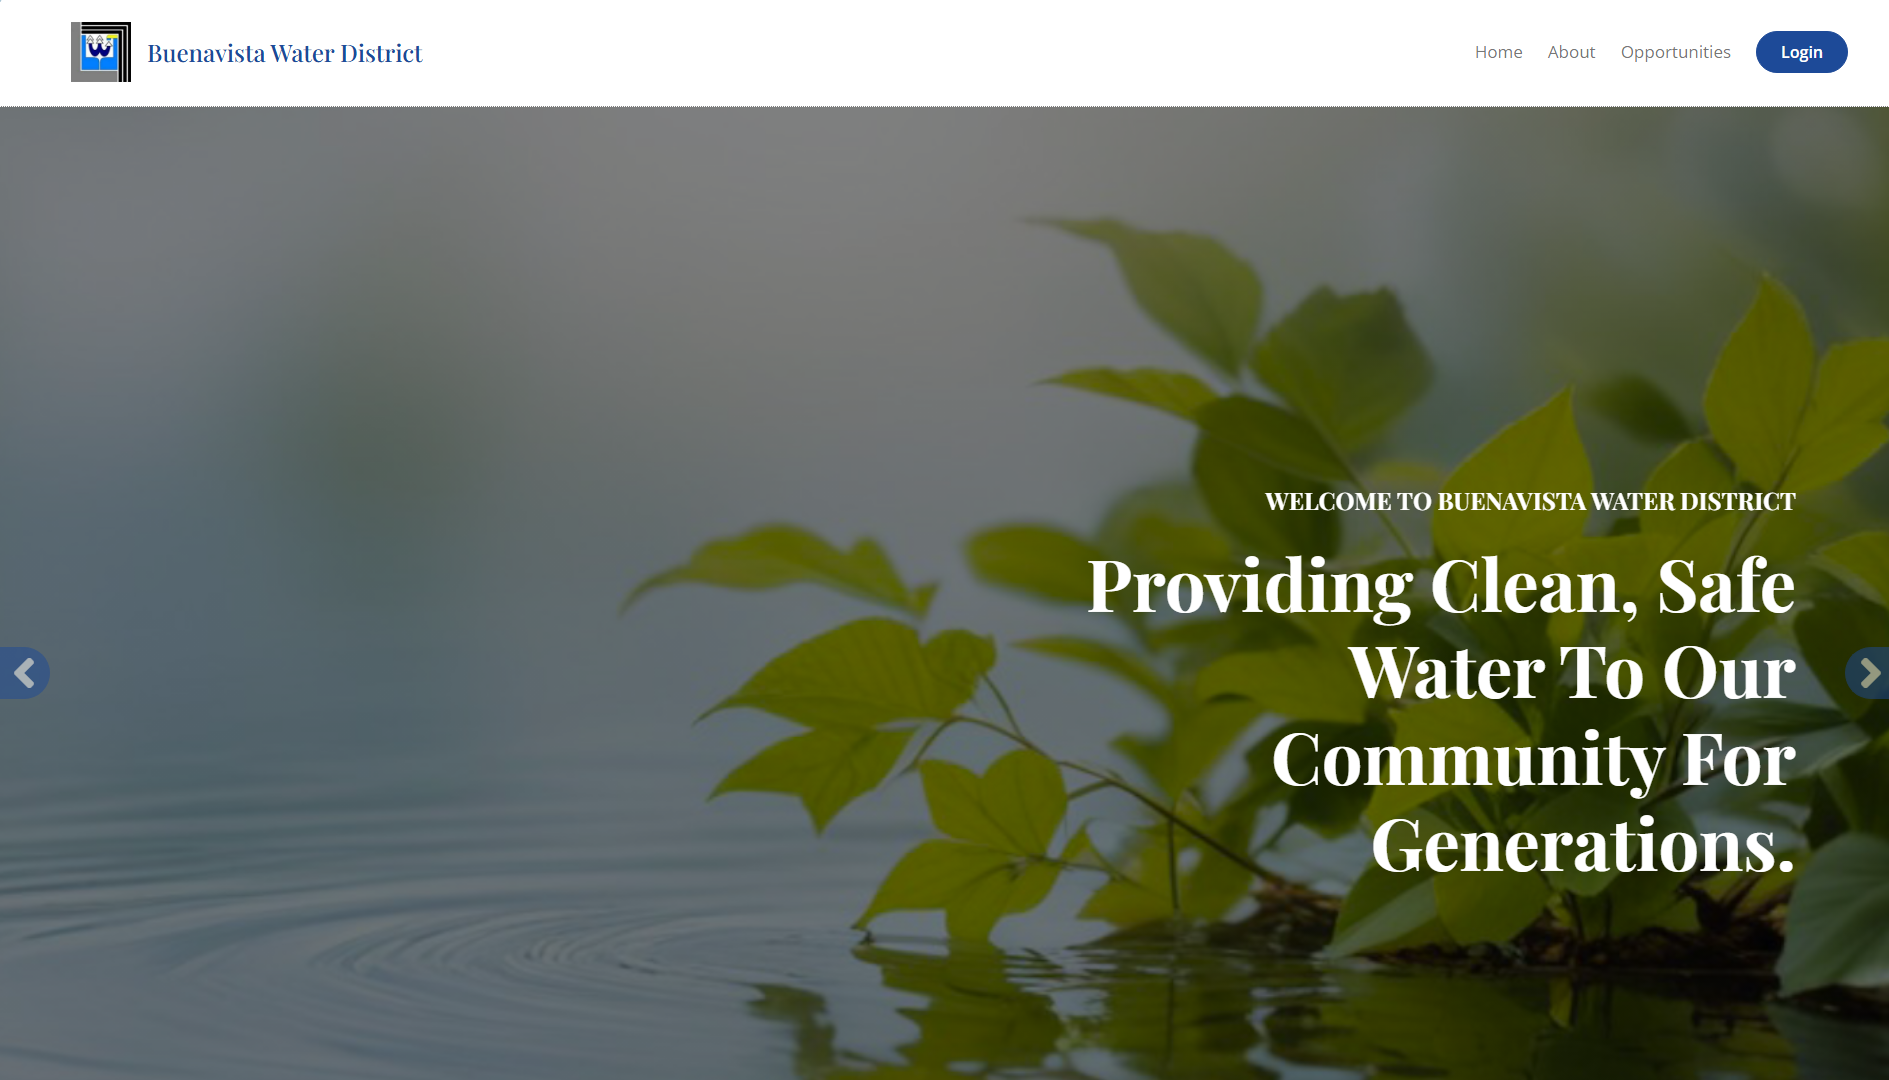 Buenavista Water District
Home
About
Opportunities
Login
WELCOME TO BUENAVISTA WATER DISTRICT
Providing Clean, Safe
Water To Our
Community For
Generations.